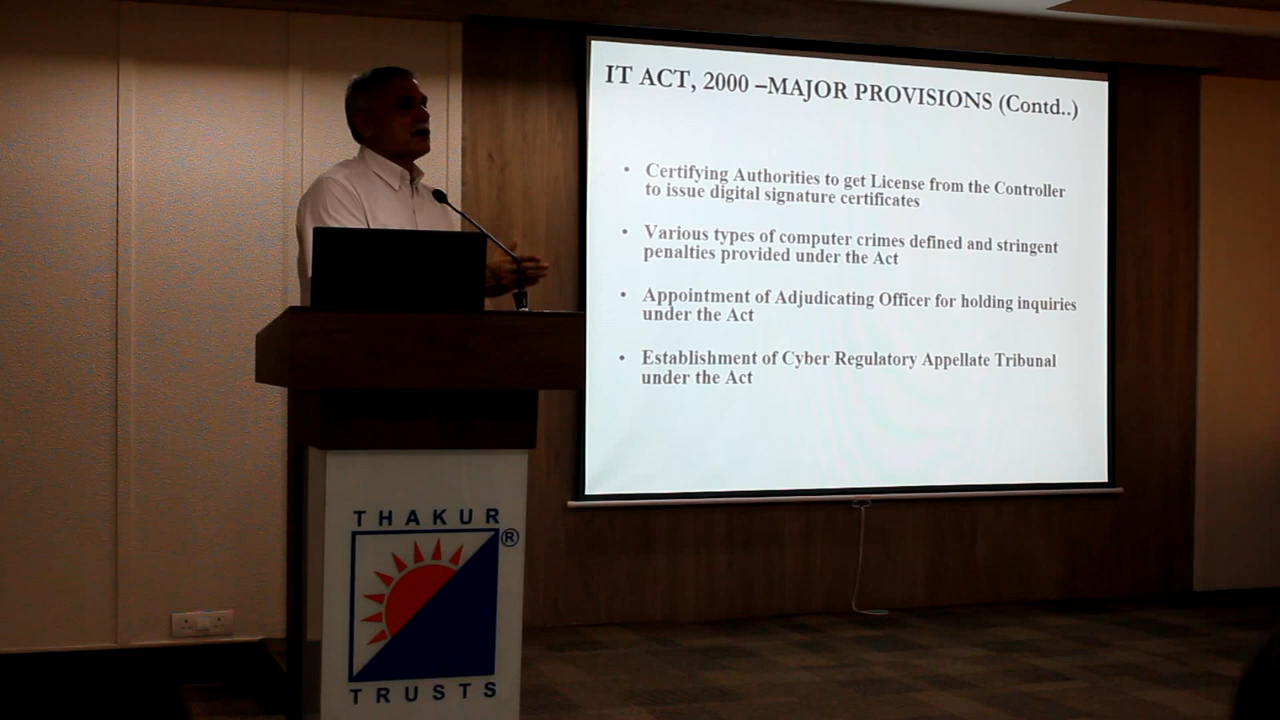 IT ACT, 2000 –MAJOR PROVISIONS (Contd..)
• Certifying Authorities to get License from the Controller
to issue digital signature certificates
• Various types of computer crimes defined and stringent
penalties provided under the Act
• Appointment of Adjudicating Officer for holding inquiries
under the Act
• Establishment of Cyber Regulatory Appellate Tribunal
under the Act
THAKUR
®
TRUSTS